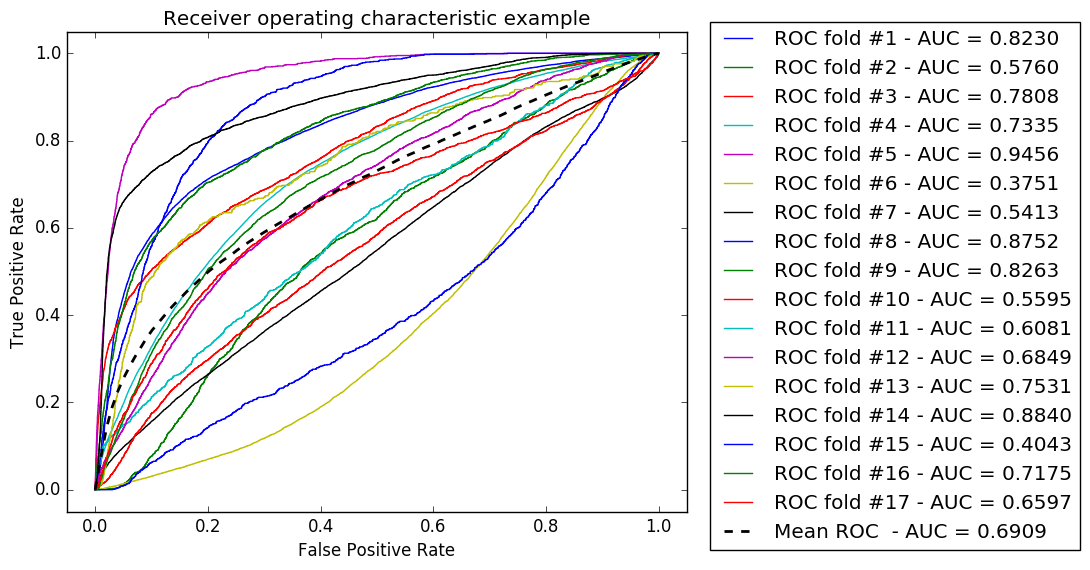 Receiver operating characteristic example
1.0
0.8
0.6
0.4
0.2
0.0
True Positive Rate
0.0 0.2 0.4 0.6 0.8 1.0
False Positive Rate
ROC fold #1 - AUC = 0.8230
ROC fold #2 - AUC = 0.5760
ROC fold #3 - AUC = 0.7808
ROC fold #4 - AUC = 0.7335
ROC fold #5 - AUC = 0.9456
ROC fold #6 - AUC = 0.3751
ROC fold #7 - AUC = 0.5413
ROC fold #8 - AUC = 0.8752
ROC fold #9 - AUC = 0.8263
ROC fold #10 - AUC = 0.5595
ROC fold #11 - AUC = 0.6081
ROC fold #12 - AUC = 0.6849
ROC fold #13 - AUC = 0.7531
ROC fold #14 - AUC = 0.8840
ROC fold #15 - AUC = 0.4043
ROC fold #16 - AUC = 0.7175
ROC fold #17 - AUC = 0.6597
Mean ROC  - AUC = 0.6909